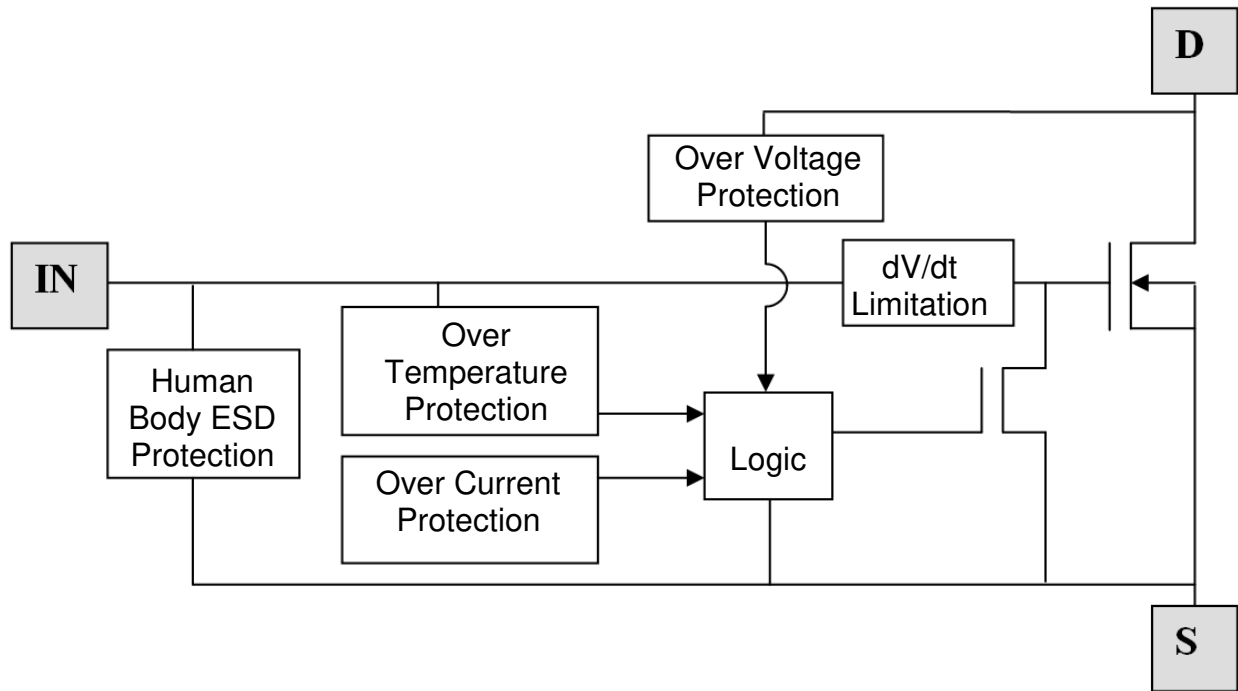 D
Over Voltage
Protection
IN
dV/dt
Limitation
Over
Temperature
Protection
Human
Body ESD
Protection
Logic
Over Current
Protection
S